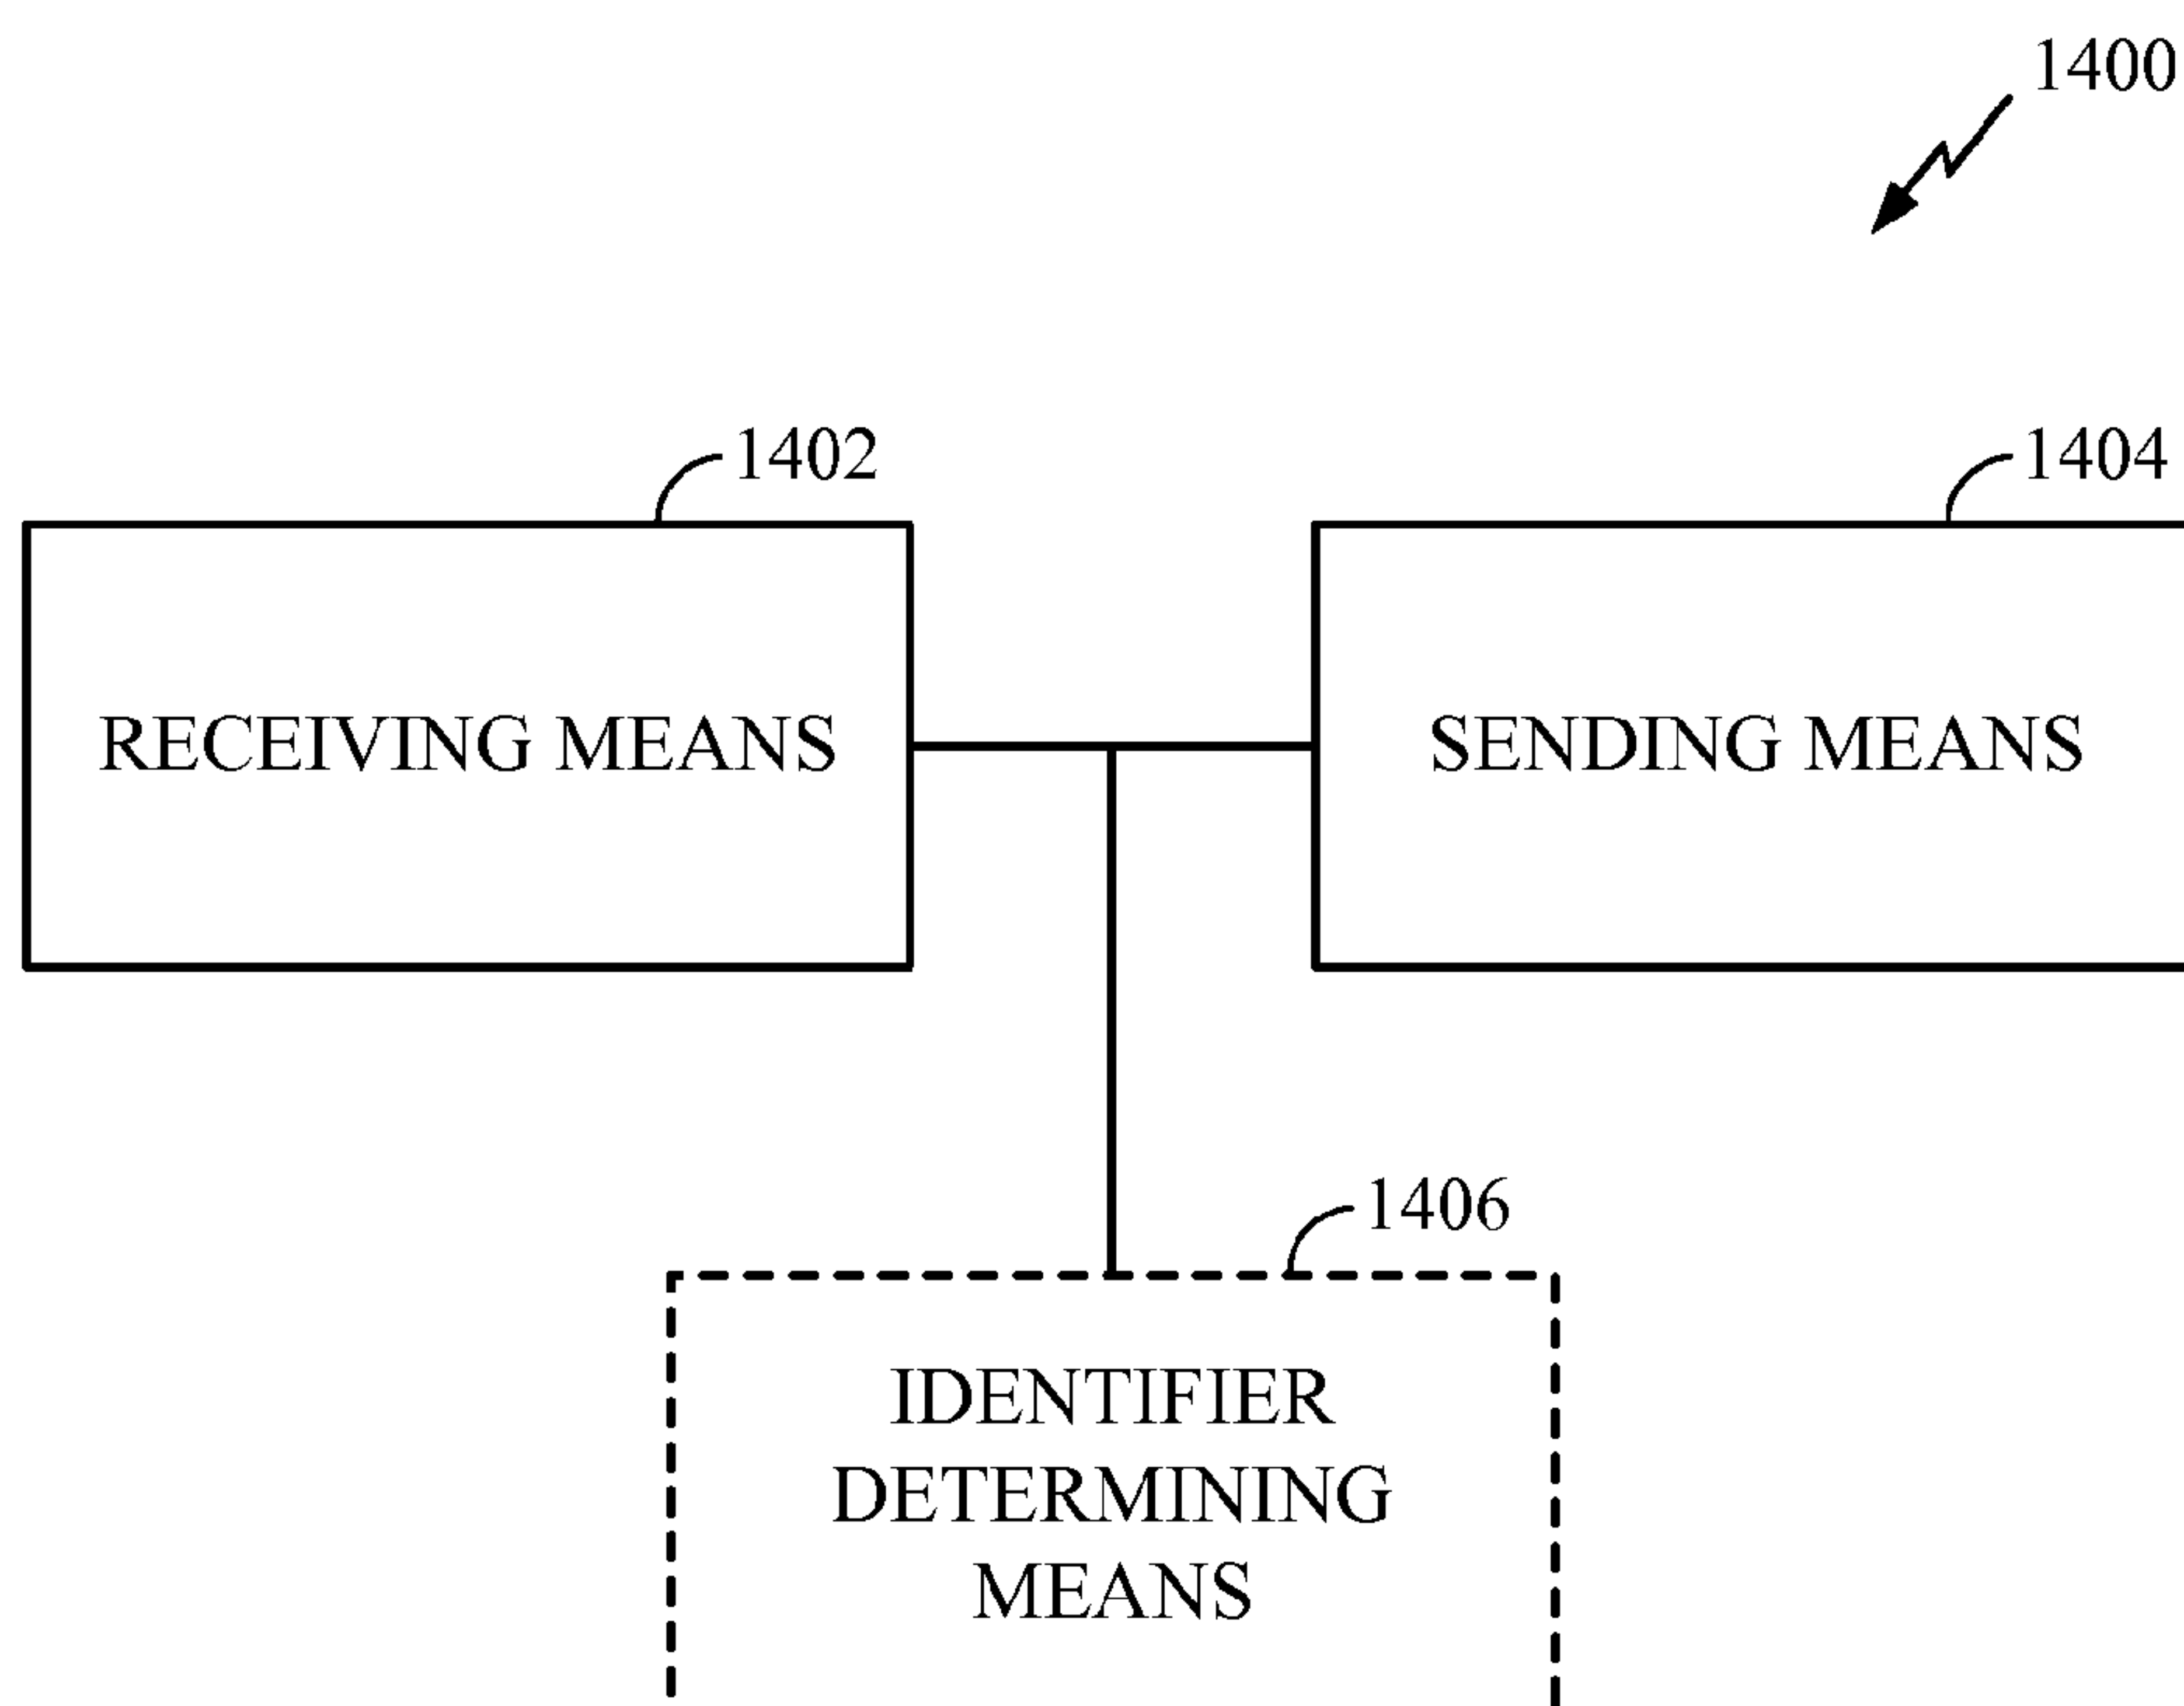 1400
1402
1404
RECEIVING MEANS
SENDING MEANS
1406
IDENTIFIER
DETERMINING
MEANS